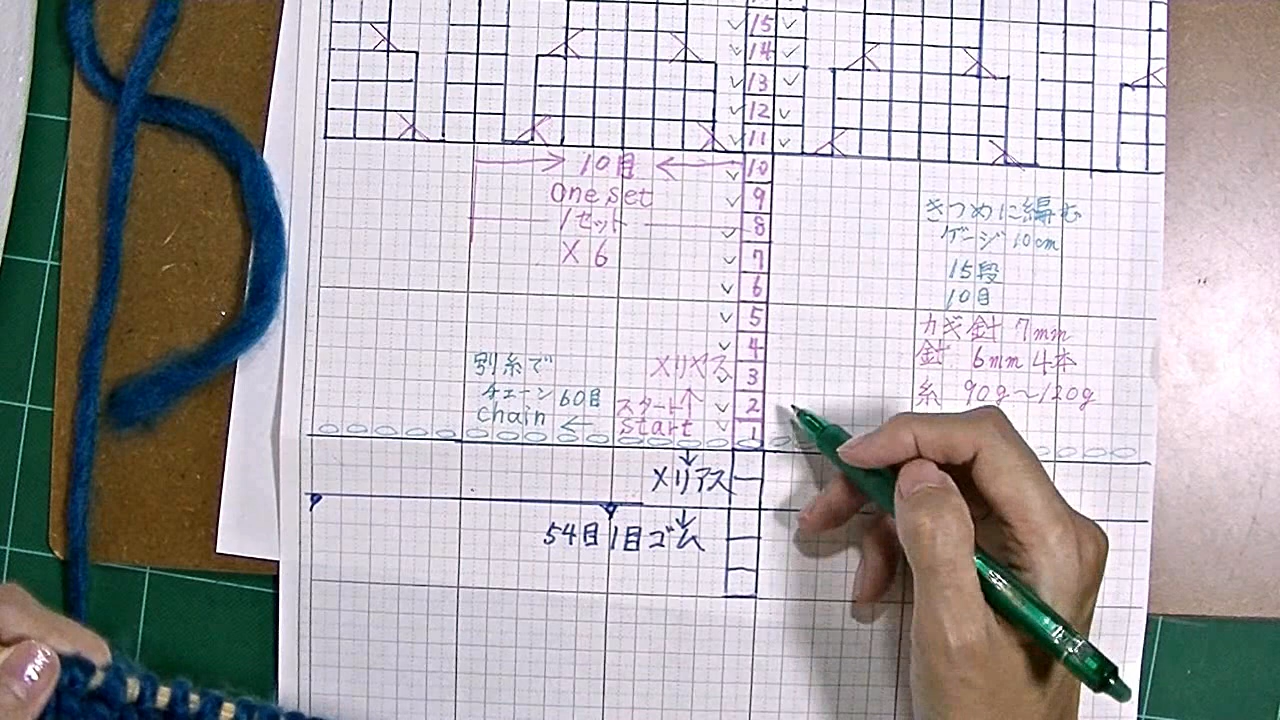 15
14
13
12
11
10
9
8
7
6
5
4
3
2
1
10目
one set
1セット
X 6
きつめに編む
ゲージ 10cm
15段
10目
カギ針 7mm
針 6mm 4本
糸 90g～120g
別糸で
チェーン 60目
chain
メリヤス
スタート↑
start
メリアス
54目 1目ゴム